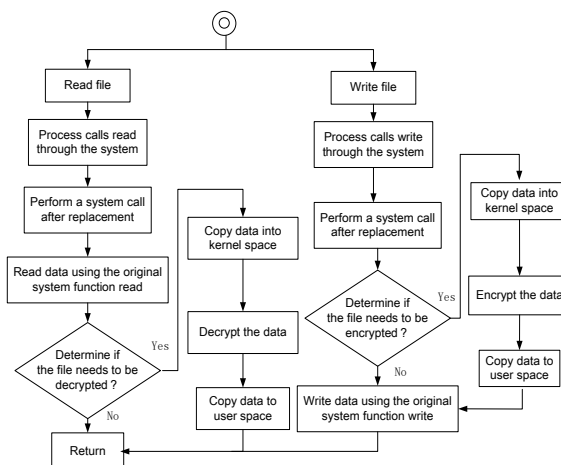 Read file
Process calls read
through the system
Perform a system call
after replacement
Read data using the original
system function read
Determine if
the file needs to be
decrypted ?
Yes
No
Return
Copy data into
kernel space
Decrypt the data
Copy data to
user space
Write file
Process calls write
through the system
Perform a system call
after replacement
Determine if
the file needs to be
encrypted ?
Yes
No
Write data using the original
system function write
Copy data into
kernel space
Encrypt the data
Copy data to
user space